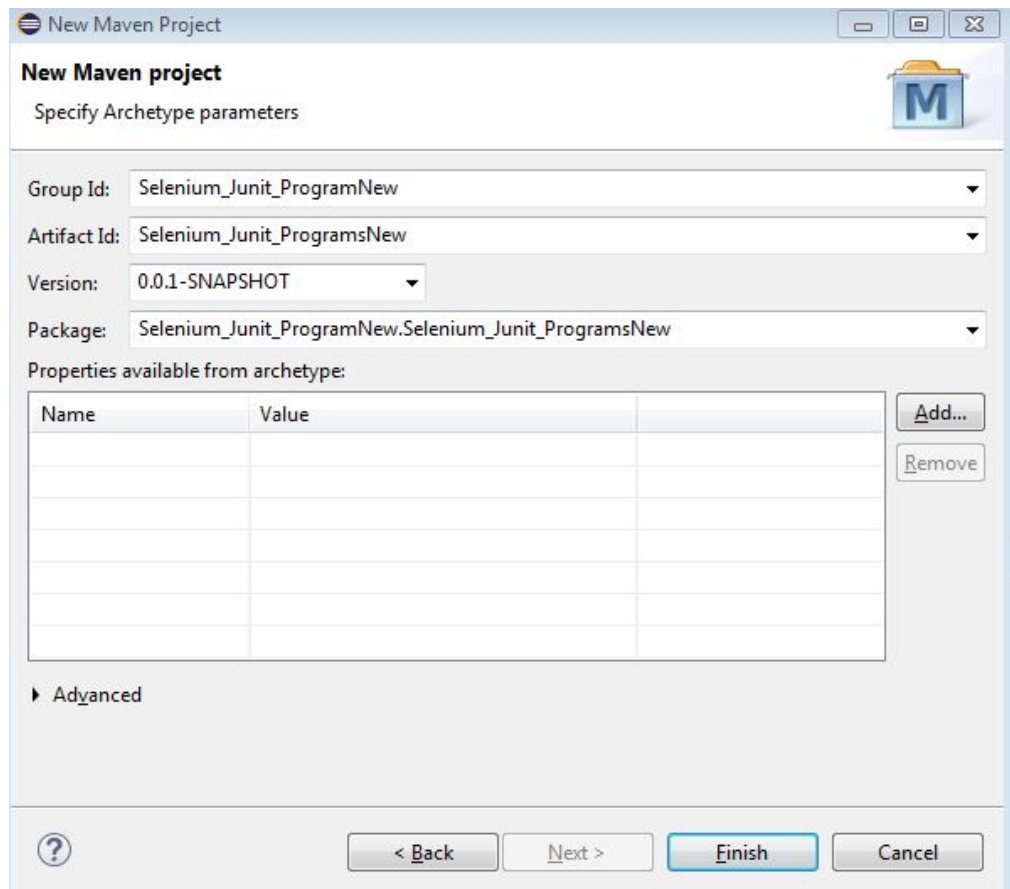 New Maven Project
New Maven project
Specify Archetype parameters
M
Group Id: Selenium_Junit_ProgramNew
Artifact Id: Selenium_Junit_ProgramsNew
Version: 0.0.1-SNAPSHOT
Package: Selenium_Junit_ProgramNew.Selenium_Junit_ProgramsNew
Properties available from archetype:
Name Value
Add...
Remove
Advanced
? < Back Next > Finish Cancel